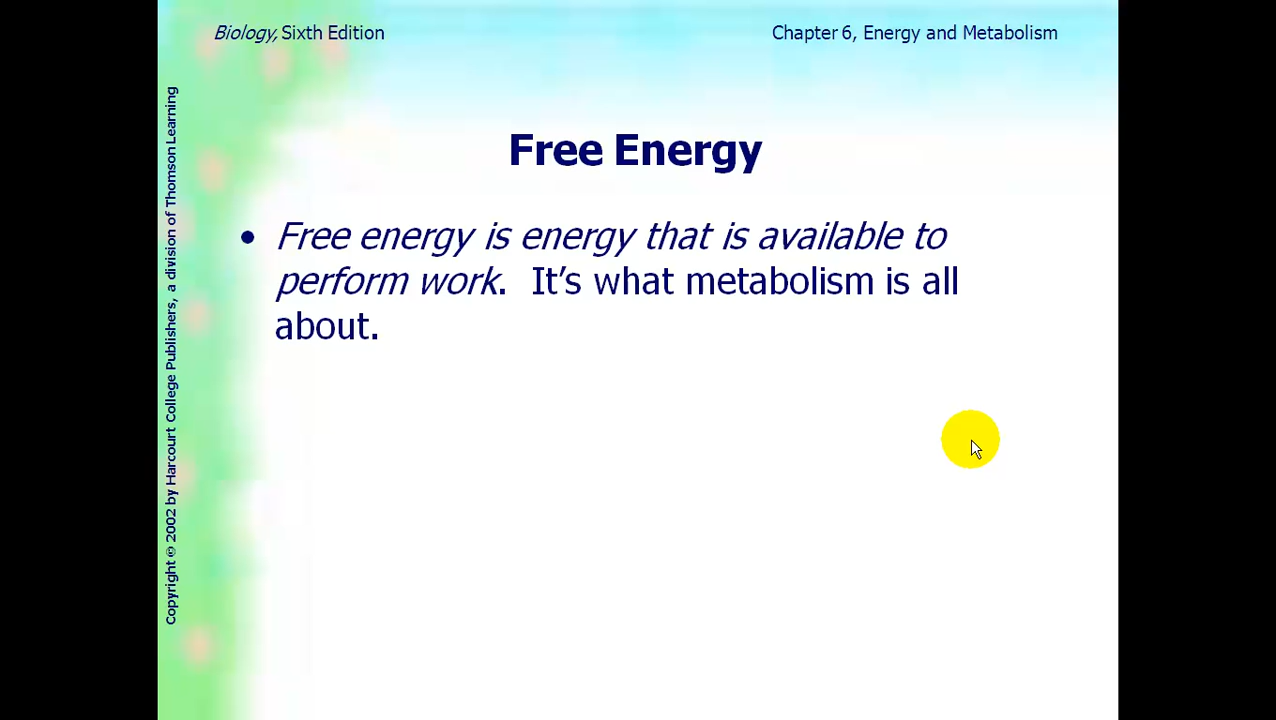 Biology, Sixth Edition
Chapter 6, Energy and Metabolism
Free Energy
• Free energy is energy that is available to
perform work. It's what metabolism is all
about.
Copyright © 2002 by Harcourt College Publishers, a division of Thomson Learning